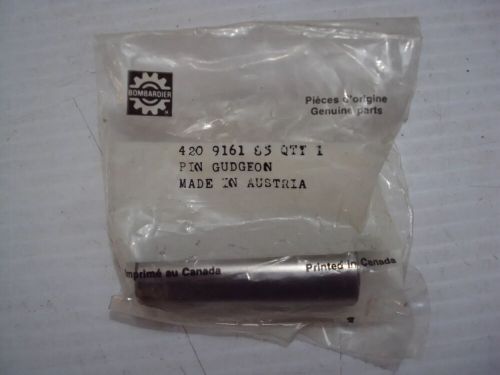 BOMBARDIER
Pièces d'origine
Genuine parts
420 9161 85 QTY 1
PIN GUDGEON
MADE IN AUSTRIA
Imprimé au Canada
Printed in Canada